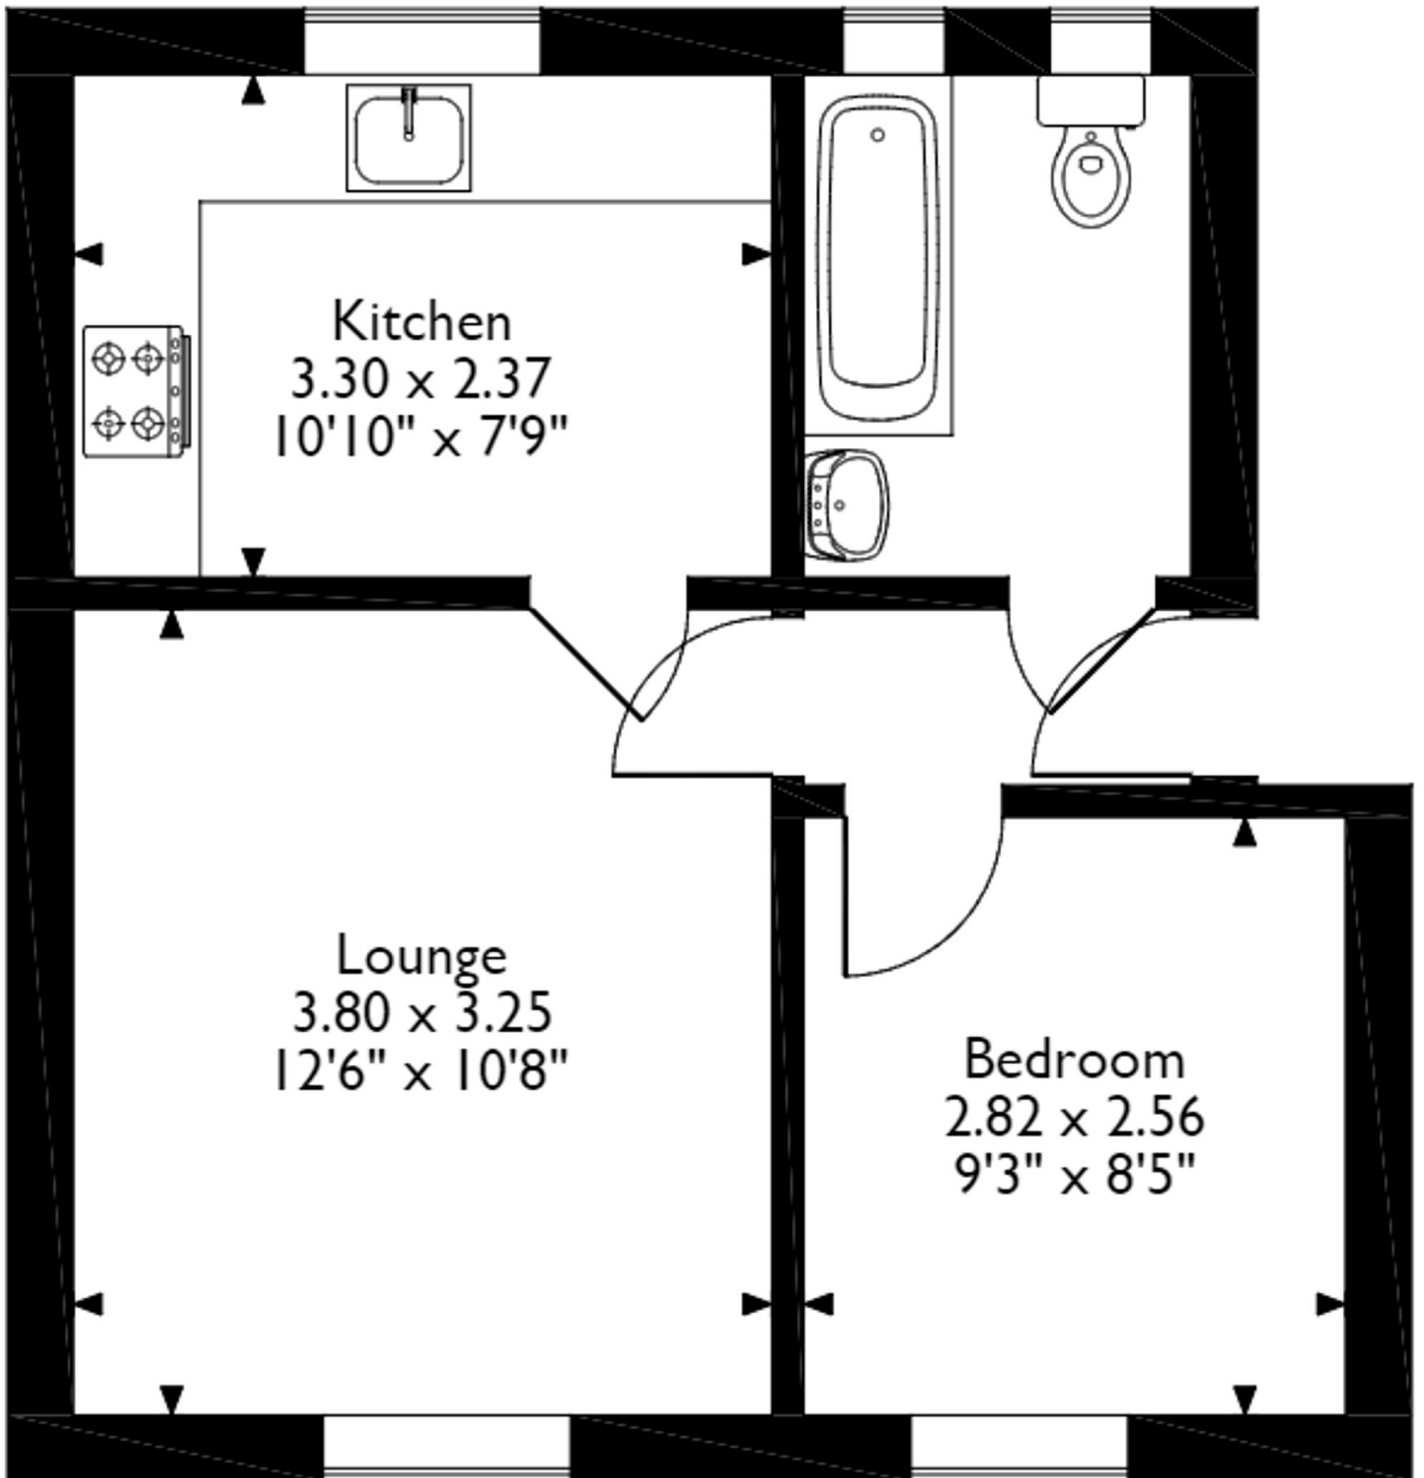 Kitchen
3.30 x 2.37
10'10" x 7'9"
Lounge
3.80 x 3.25
12'6" x 10'8"
Bedroom
2.82 x 2.56
9'3" x 8'5"